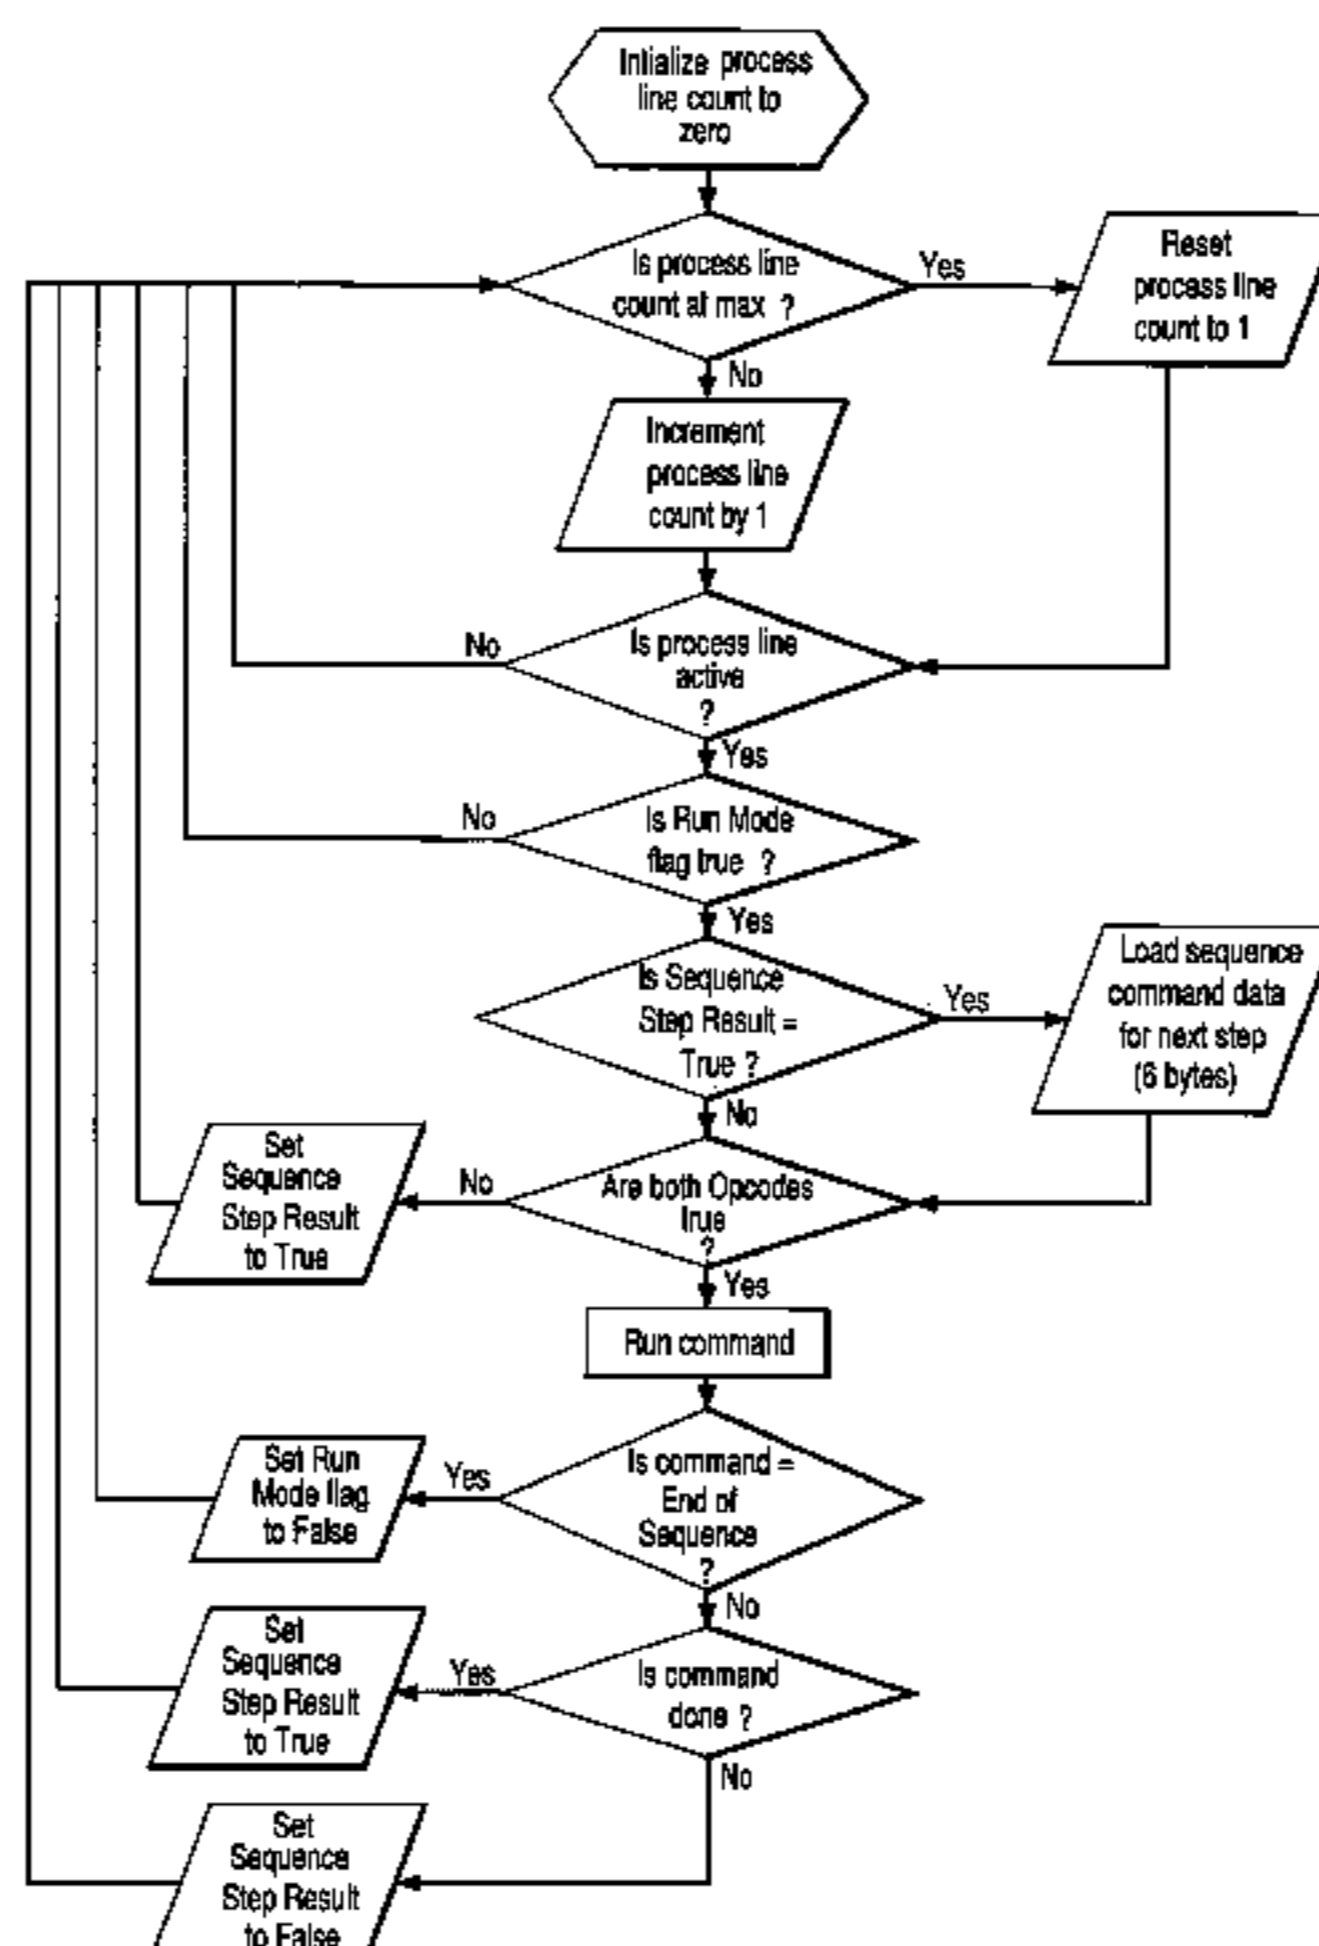 Intialize process
line count to
zero
Is process line
count at max ?
Yes
Reset
process line
count to 1
No
Increment
process line
count by 1
No
Is process line
active
?
Yes
No
Is Run Mode
flag true ?
Yes
Is Sequence
Step Result =
True ?
Yes
Load sequence
command data
for next step
(6 bytes)
No
Set
Sequence
Step Result
to True
No
Are both Opcodes
true
?
Yes
Run command
Set Run
Mode flag
to False
Yes
Is command =
End of
Sequence
?
No
Set
Sequence
Step Result
to True
Yes
Is command
done ?
No
Set
Sequence
Step Result
to False